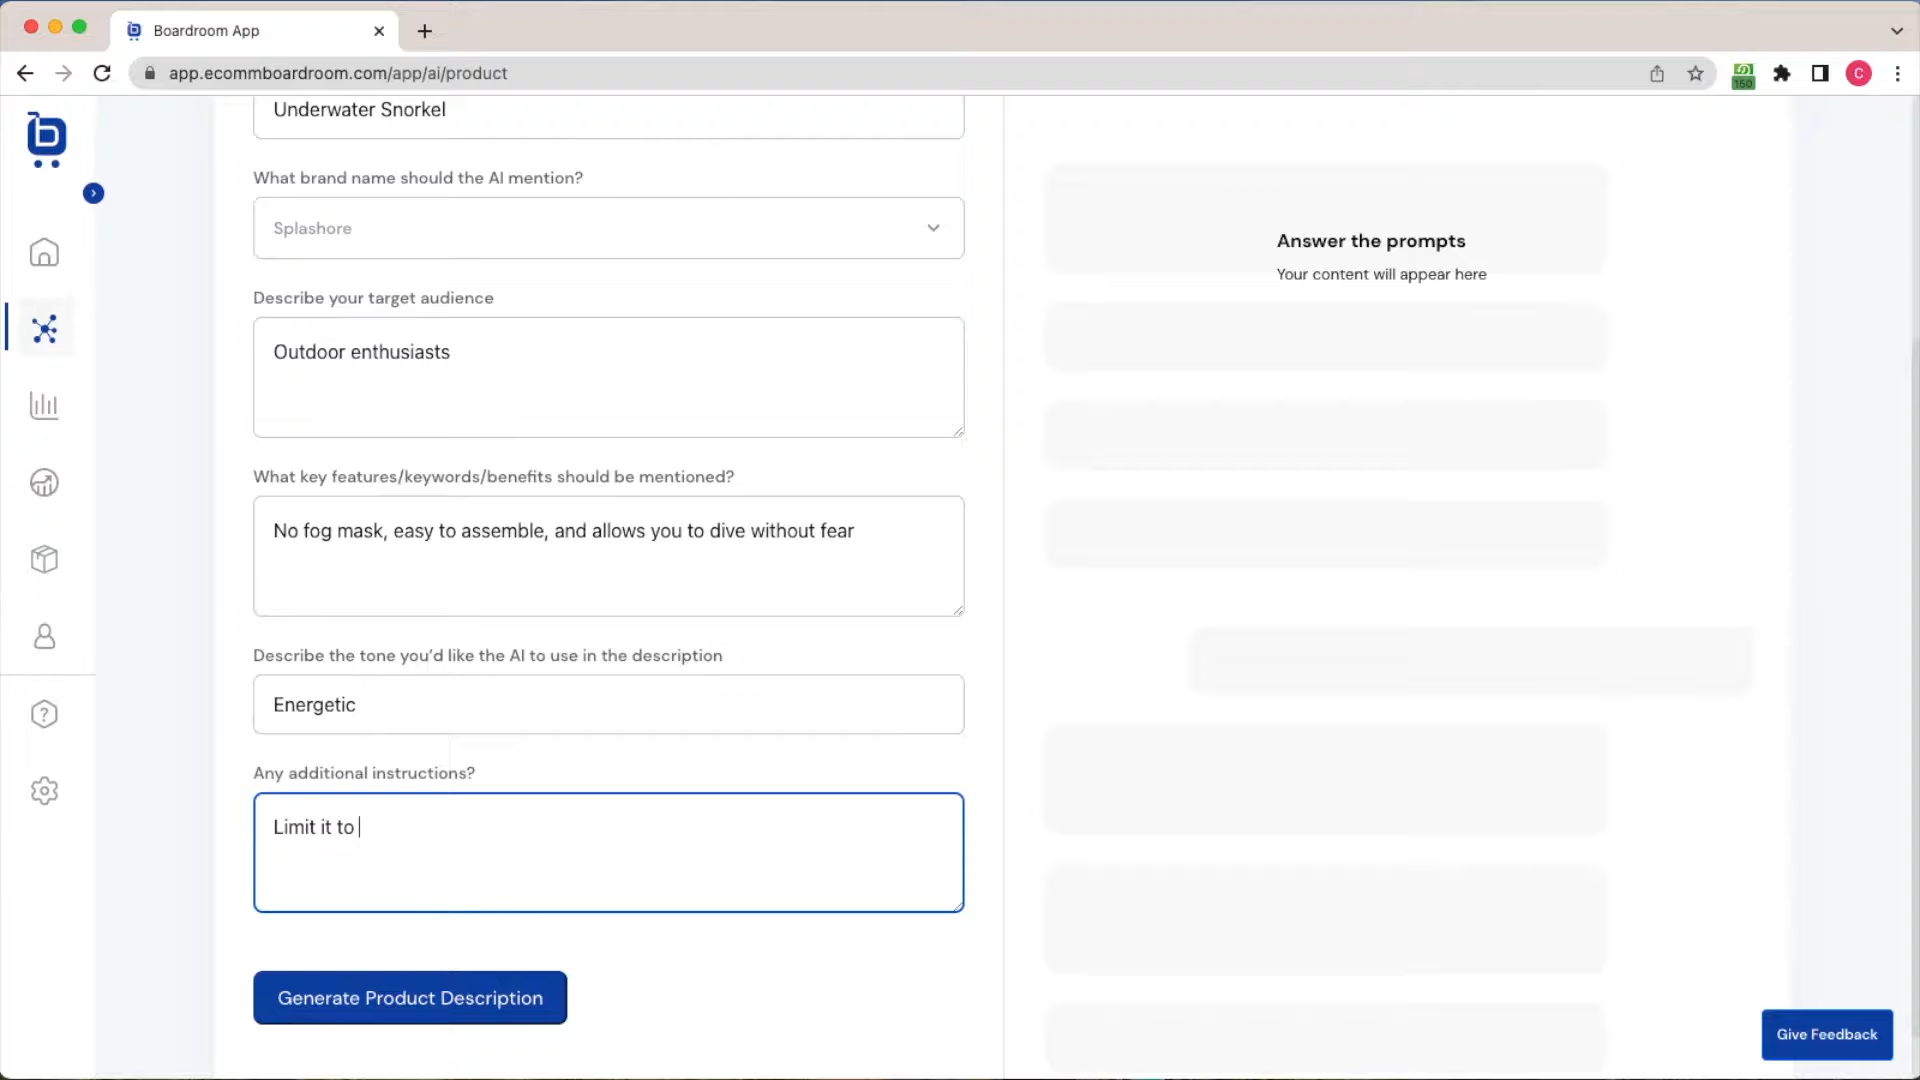 Boardroom App
app.ecommboardroom.com/app/ai/product
150
C
b
Underwater Snorkel
What brand name should the AI mention?
Splashore
Describe your target audience
Outdoor enthusiasts
What key features/keywords/benefits should be mentioned?
No fog mask, easy to assemble, and allows you to dive without fear
Describe the tone you'd like the AI to use in the description
Energetic
Any additional instructions?
Limit it to
Generate Product Description
Answer the prompts
Your content will appear here
Give Feedback